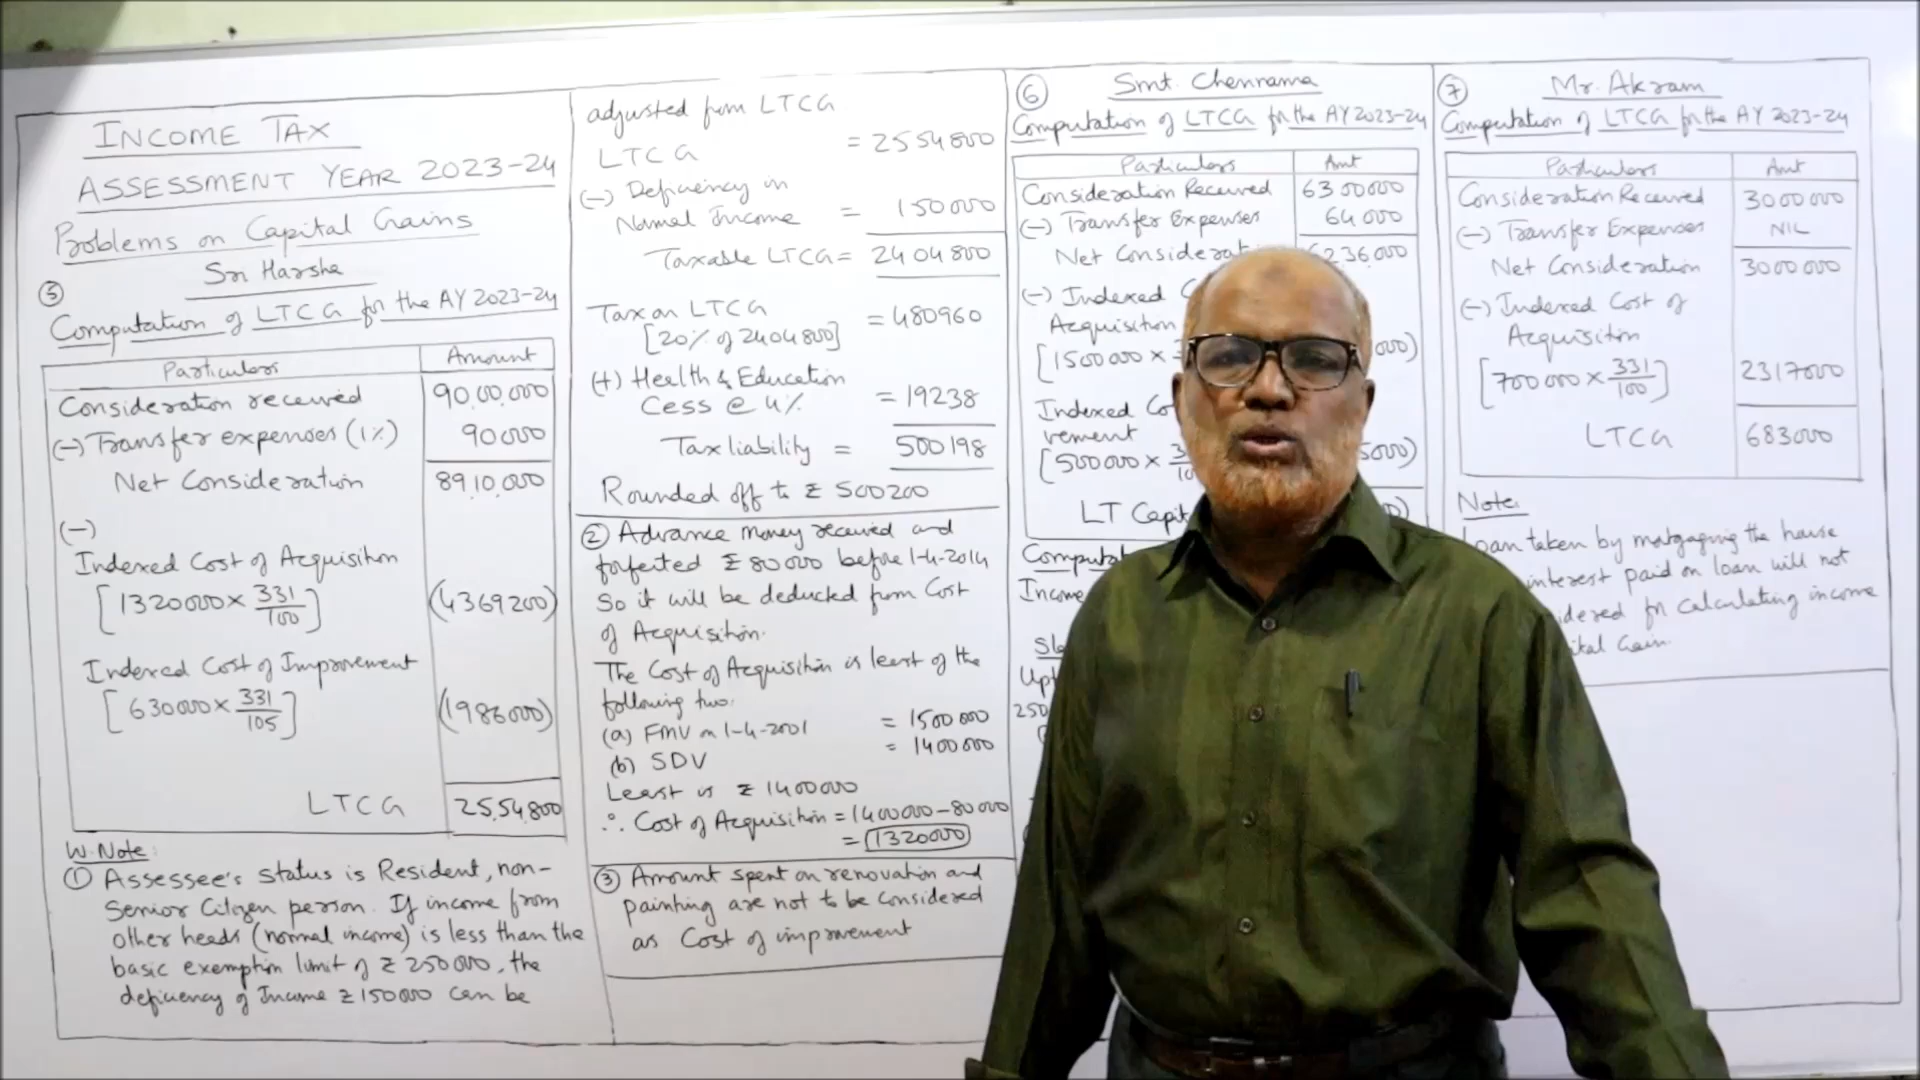 INCOME TAX
ASSESSMENT YEAR 2023-24
Problems on Capital Gains
⑤ Sri Harsha
Computation of LTCG for the AY 2023-24
Particulars Amount
Consideration received 90,00,000
(-) Transfer expenses (1%) 90000
Net Consideration 89,10,000
(-)
Indexed Cost of Acquisition
[1320000 × 331/100] (4369200)
Indexed Cost of Improvement
[630000 × 331/105] (1986000)
LTCG 25,54,800
W.Note:
① Assessee's status is Resident, non-
Senior Citizen person. If income from
other heads (normal income) is less than the
basic exemption limit of ₹ 250000, the
deficiency of Income ₹ 150000 can be
adjusted from LTCG
LTCG = 2554800
(-) Deficiency in
Normal Income = 150000
Taxable LTCG = 2404800
Tax on LTCG
[20% of 2404800] = 480960
(+) Health & Education
Cess @ 4% = 19238
Tax liability = 500198
Rounded off to ₹ 500200
② Advance money received and
forfeited ₹ 80000 before 1-4-2014
So it will be deducted from Cost
of Acquisition.
The Cost of Acquisition is least of the
following two:
(a) FMV on 1-4-2001 = 1500000
(b) SDV = 1400000
Least is ₹ 1400000
∴ Cost of Acquisition = 1400000-80000
= 1320000
③ Amount spent on renovation and
painting are not to be considered
as Cost of improvement
⑥ Smt. Chennama
Computation of LTCG for the AY 2023-24
Particulars Amt
Consideration Received 6300000
(-) Transfer Expenses 64000
Net 236000
(-) Indexed
Acquisition
[1500000 × 000)
Indexed
vement
[500000 × 5000)
LT
Income
250
⑦ Mr. Akram
Computation of LTCG for the AY 2023-24
Particulars Amt
Consideration Received 3000000
(-) Transfer Expenses NIL
Net Consideration 3000000
(-) Indexed Cost of
Acquisition
[700000 × 331/100] 2317000
LTCG 683000
Note:
Loan taken by mortgaging the house
interest paid on loan will not
idered for calculating income
ital Gain.